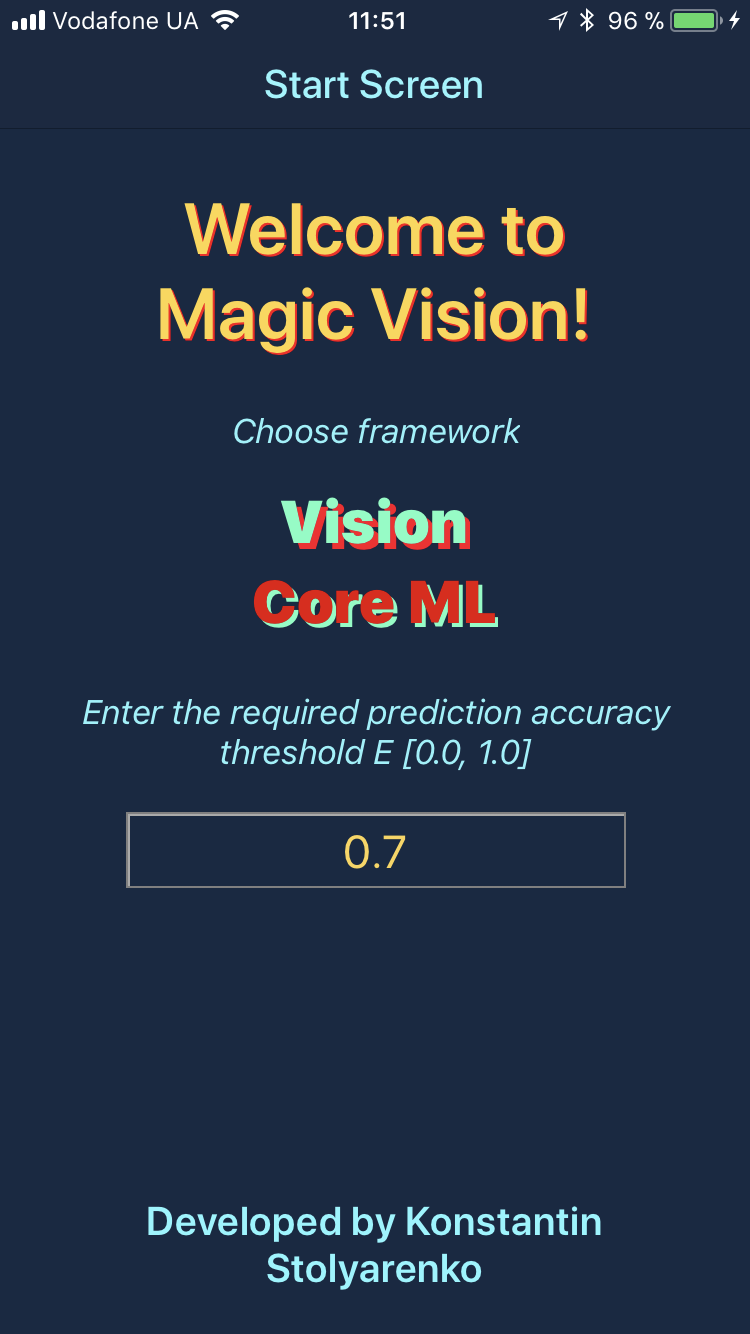 Vodafone UA 11:51 96 %
Start Screen
Welcome to
Magic Vision!
Choose framework
Vision
Core ML
Enter the required prediction accuracy
threshold E [0.0, 1.0]
0.7
Developed by Konstantin
Stolyarenko